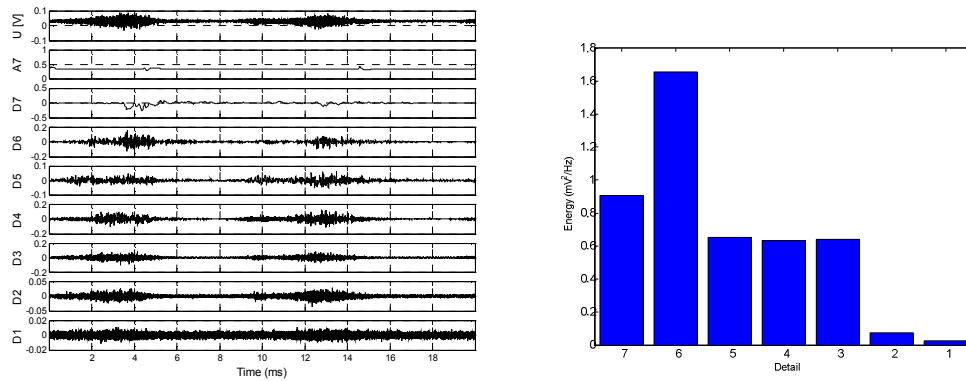 U [V]
0.1
0
-0.1
A7
1
0.5
0
D7
0.5
0
-0.5
D6
0.2
0
-0.2
D5
0.1
0
-0.1
D4
0.2
0
-0.2
D3
0.2
0
-0.2
D2
0.05
0
-0.05
D1
0.02
0
-0.02
2 4 6 8 10 12 14 16 18
Time (ms)
Energy (mV²/Hz)
1.8
1.6
1.4
1.2
1
0.8
0.6
0.4
0.2
0
7 6 5 4 3 2 1
Detail